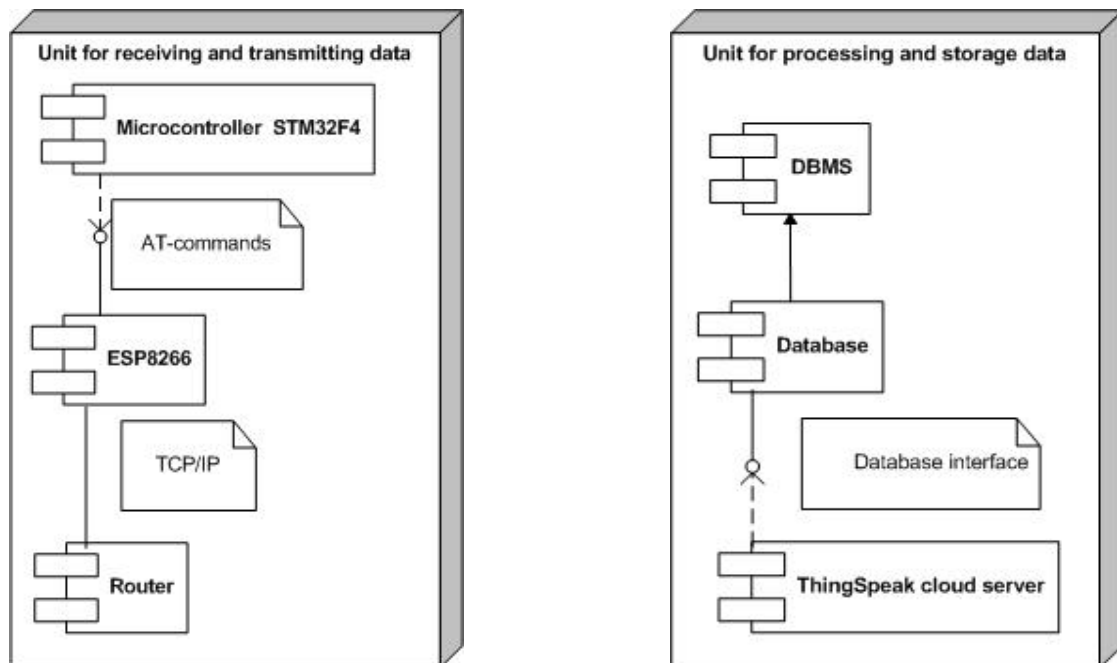 Unit for receiving and transmitting data
Microcontroller STM32F4
AT-commands
ESP8266
TCP/IP
Router
Unit for processing and storage data
DBMS
Database
Database interface
ThingSpeak cloud server